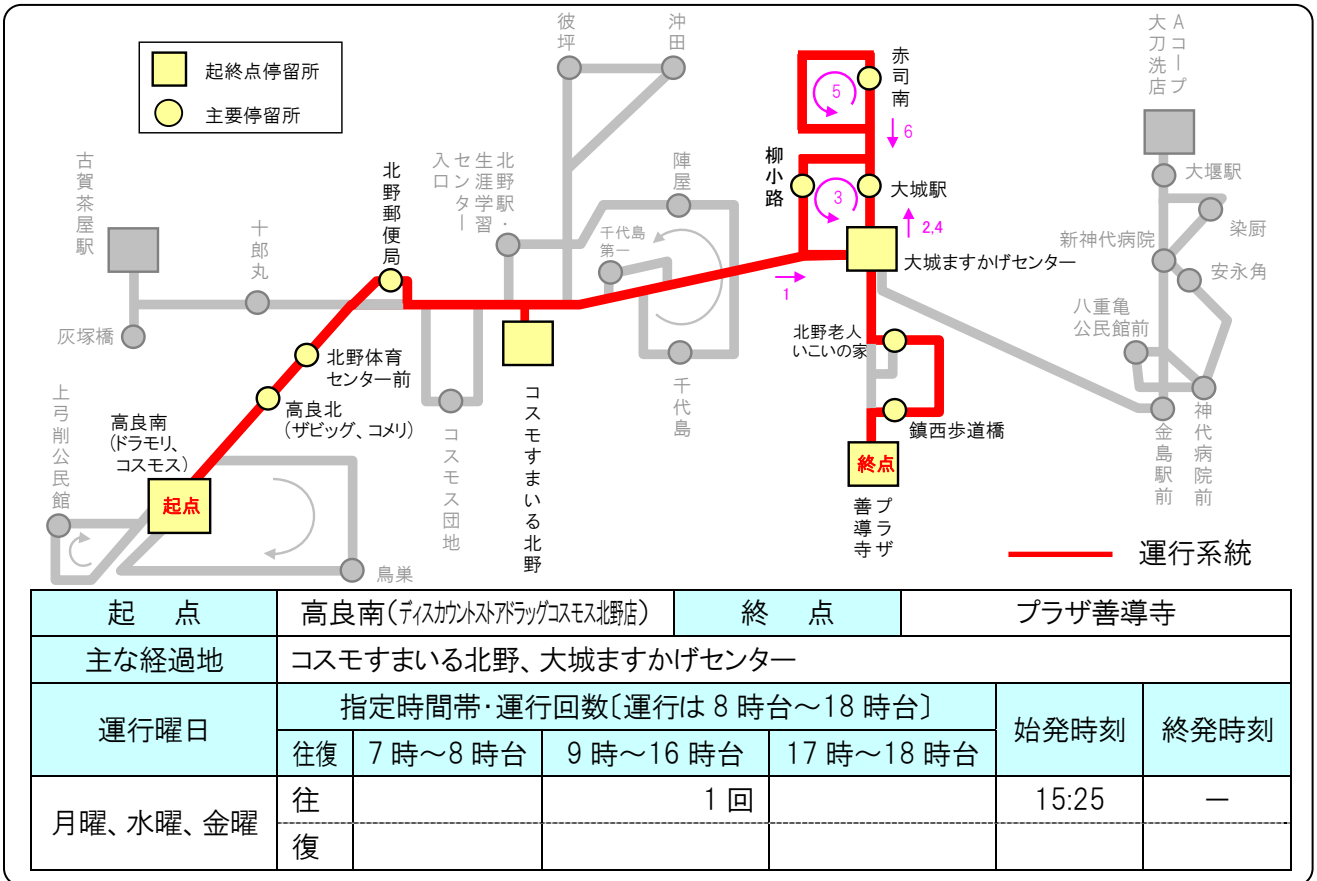 起終点停留所
主要停留所
古賀茶屋駅
十郎丸
灰塚橋
上弓削公民館
鳥巣
高良南
(ドラモリ、
コスモス)
起点
高良北
(ザビッグ、コメリ)
北野体育
センター前
北野郵便局
コスモス団地
北野駅・
生涯学習
センター
入口
コスモすまいる北野
彼坪
沖田
陣屋
千代島
第一
千代島
1
柳小路
3
赤司南
5
6
大城駅
2,4
大城ますかげセンター
北野老人
いこいの家
鎮西歩道橋
終点
プラザ
善導寺
Aコープ
大刀洗店
大堰駅
染厨
新神代病院
安永角
八重亀
公民館前
金島駅前
神代病院前
運行系統
起 点 高良南(ディスカウントストアドラッグコスモス北野店) 終 点 プラザ善導寺
主な経過地 コスモすまいる北野、大城ますかげセンター
運行曜日 指定時間帯・運行回数〔運行は8時台～18時台〕 始発時刻 終発時刻
往復 7時～8時台 9時～16時台 17時～18時台
月曜、水曜、金曜 往 1回 15:25 －
復